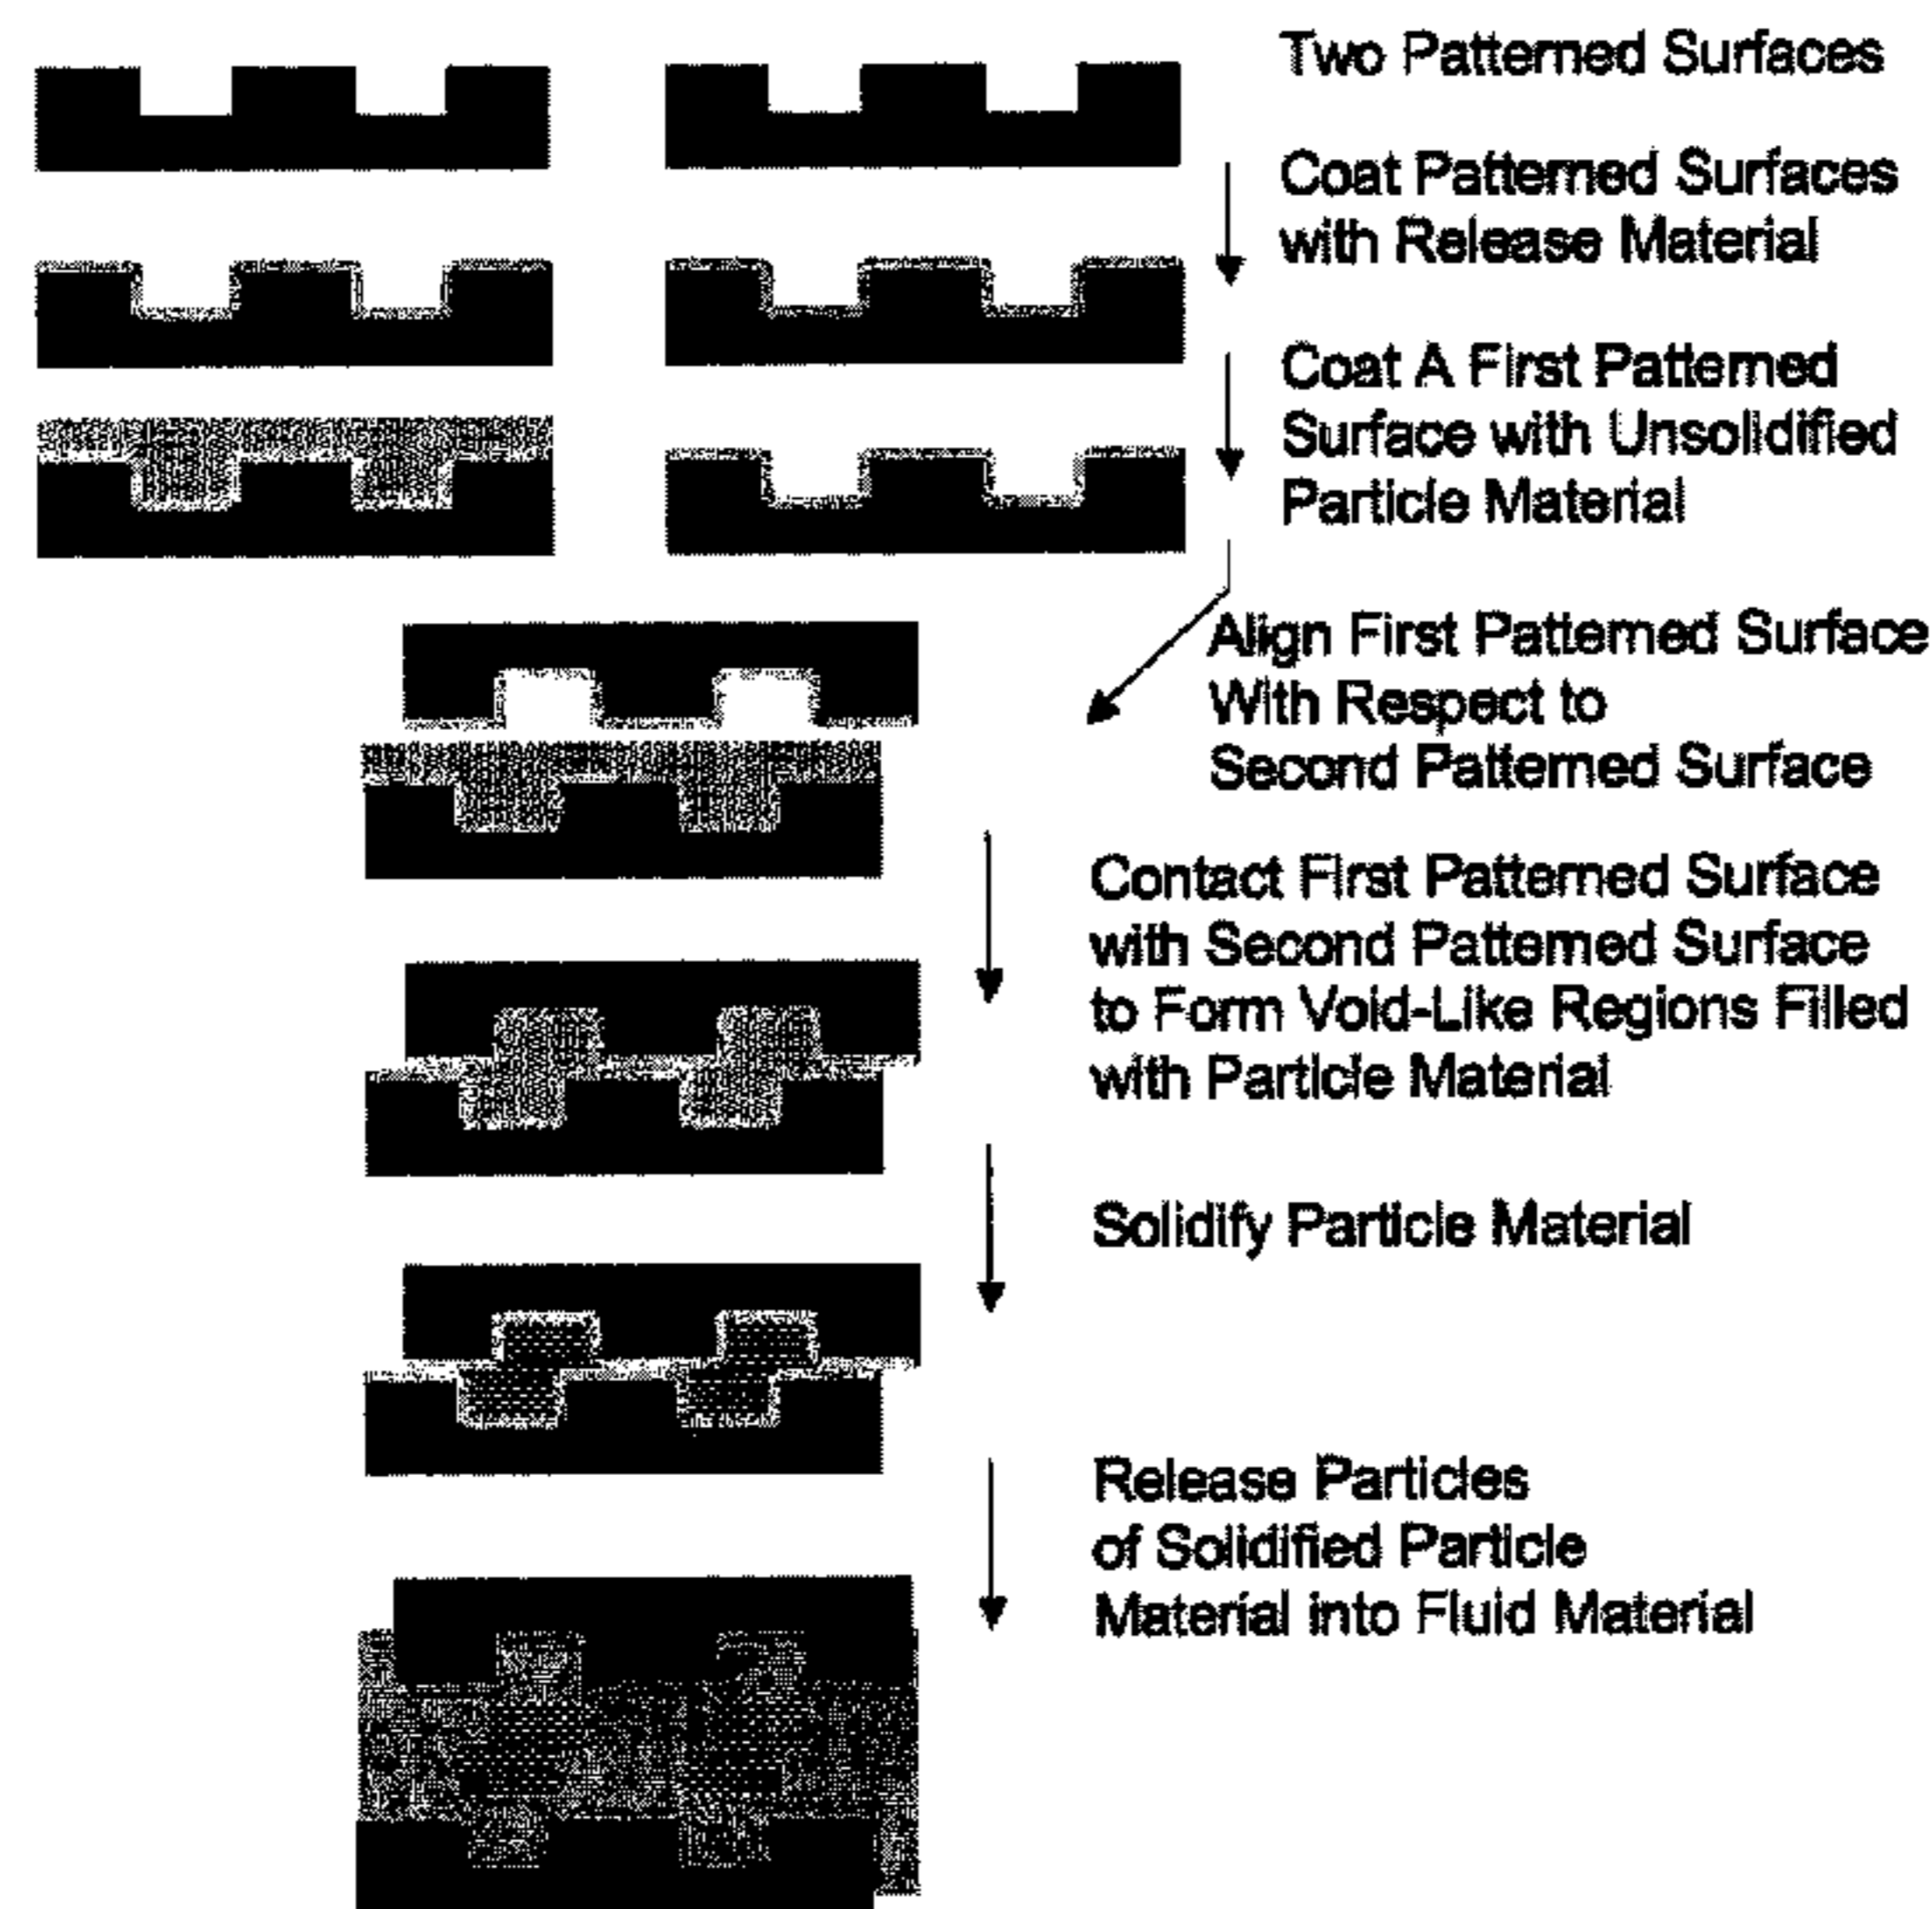 Two Patterned Surfaces
Coat Patterned Surfaces
with Release Material
Coat A First Patterned
Surface with Unsolidified
Particle Material
Align First Patterned Surface
With Respect to
Second Patterned Surface
Contact First Patterned Surface
with Second Patterned Surface
to Form Void-Like Regions Filled
with Particle Material
Solidify Particle Material
Release Particles
of Solidified Particle
Material into Fluid Material